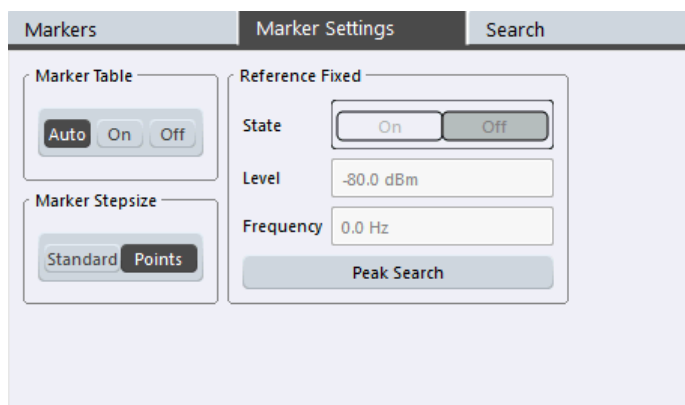 Markers
Marker Settings
Search
Marker Table
Auto On Off
Marker Stepsize
Standard Points
Reference Fixed
State On Off
Level -80.0 dBm
Frequency 0.0 Hz
Peak Search